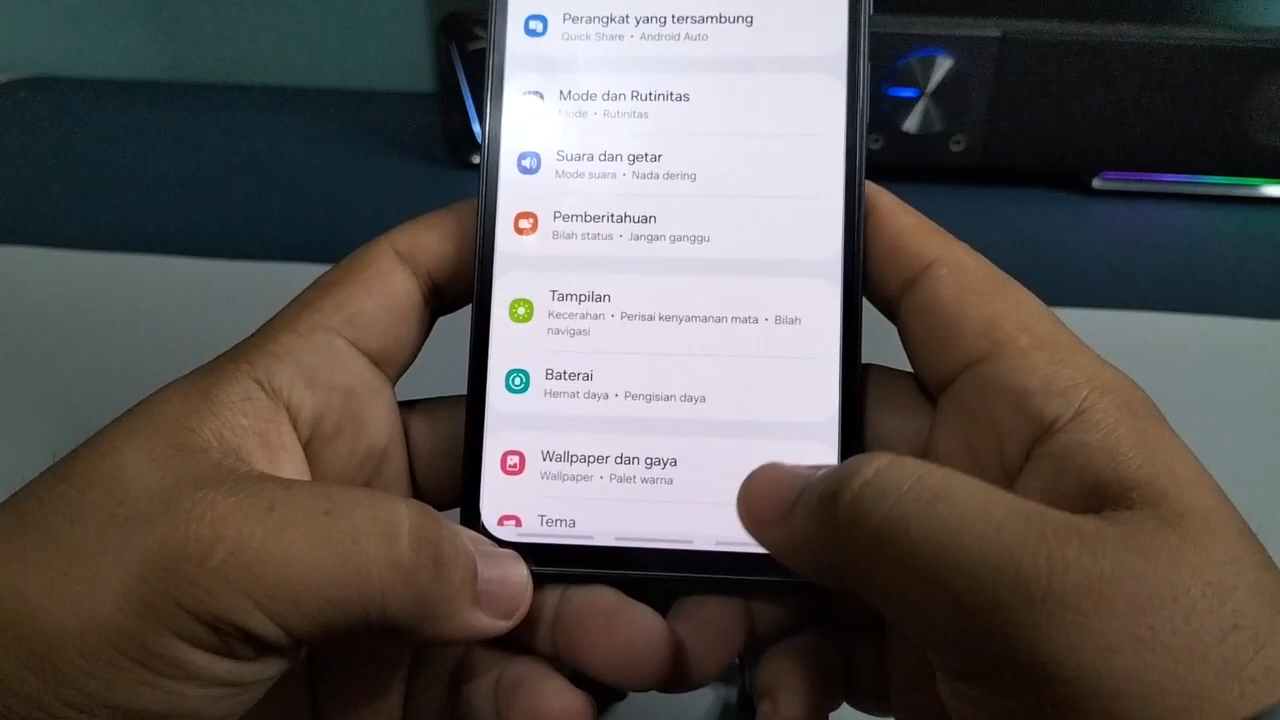 Perangkat yang tersambung
Quick Share • Android Auto
Mode dan Rutinitas
Mode • Rutinitas
Suara dan getar
Mode suara • Nada dering
Pemberitahuan
Bilah status • Jangan ganggu
Tampilan
Kecerahan • Perisai kenyamanan mata • Bilah
navigasi
Baterai
Hemat daya • Pengisian daya
Wallpaper dan gaya
Wallpaper • Palet warna
Tema